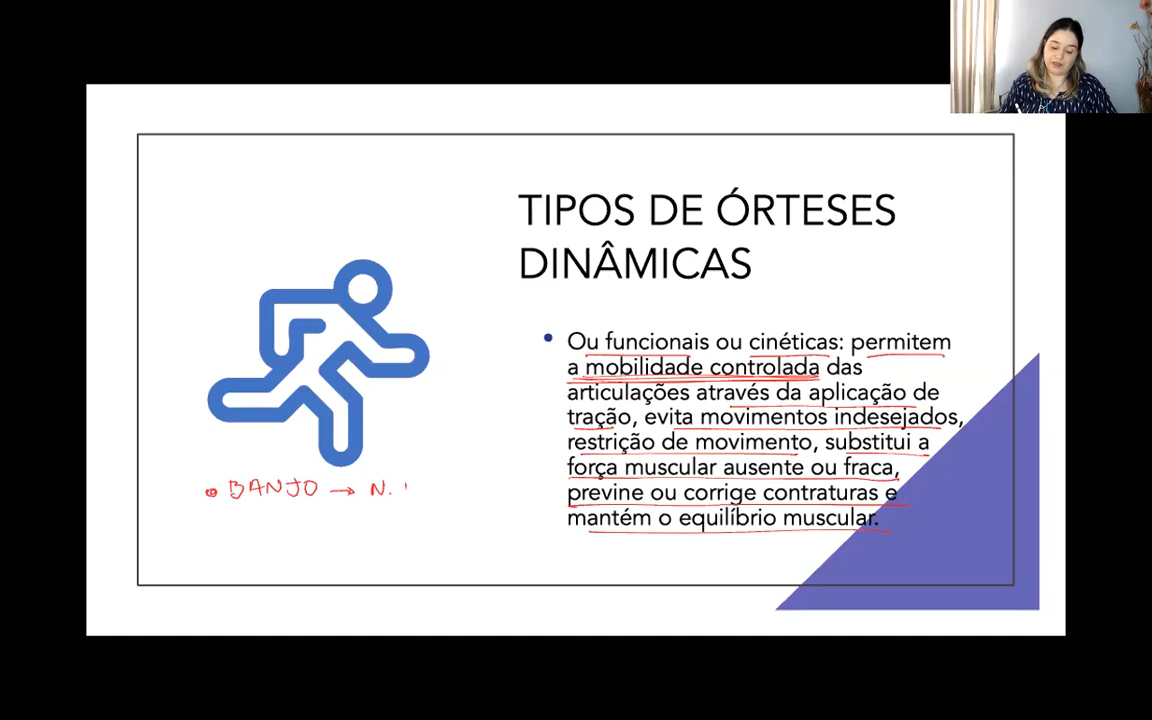 TIPOS DE ÓRTESES
DINÂMICAS
• Ou funcionais ou cinéticas: permitem
a mobilidade controlada das
articulações através da aplicação de
tração, evita movimentos indesejados,
restrição de movimento, substitui a
força muscular ausente ou fraca,
previne ou corrige contraturas e
mantém o equilíbrio muscular.
• BANJO → N.